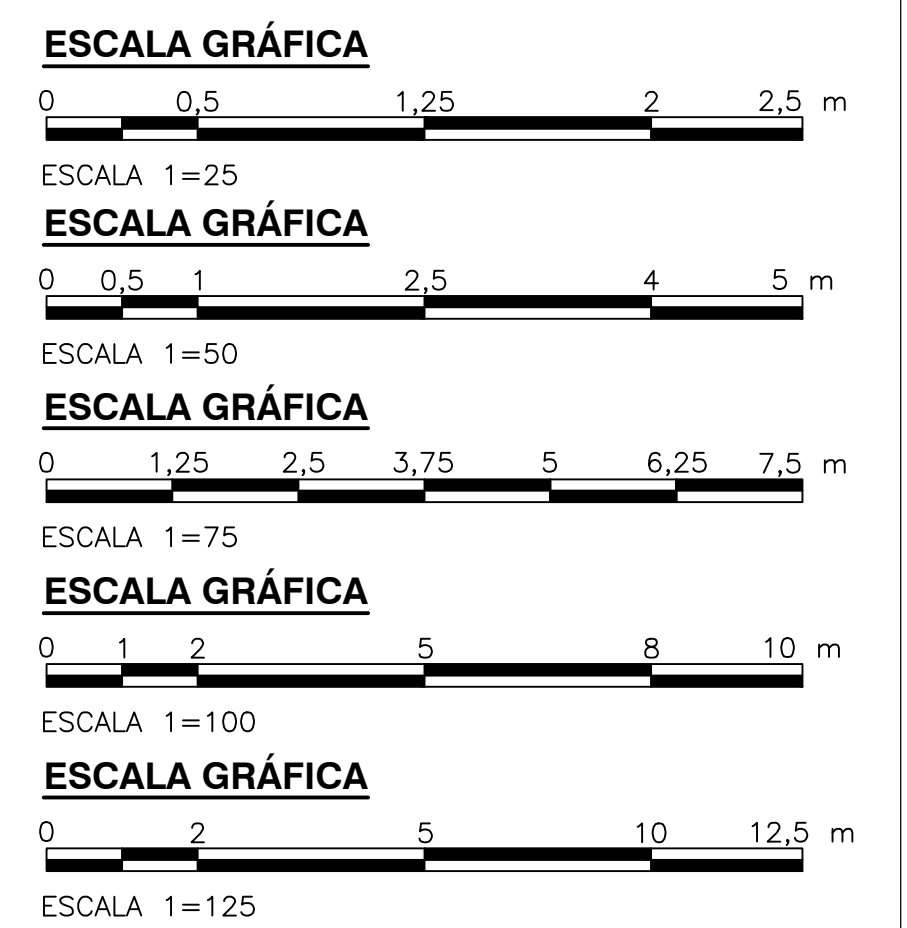 ESCALA GRÁFICA
0 0,5 1,25 2 2,5 m
ESCALA 1=25
ESCALA GRÁFICA
0 0,5 1 2,5 4 5 m
ESCALA 1=50
ESCALA GRÁFICA
0 1,25 2,5 3,75 5 6,25 7,5 m
ESCALA 1=75
ESCALA GRÁFICA
0 1 2 5 8 10 m
ESCALA 1=100
ESCALA GRÁFICA
0 2 5 10 12,5 m
ESCALA 1=125